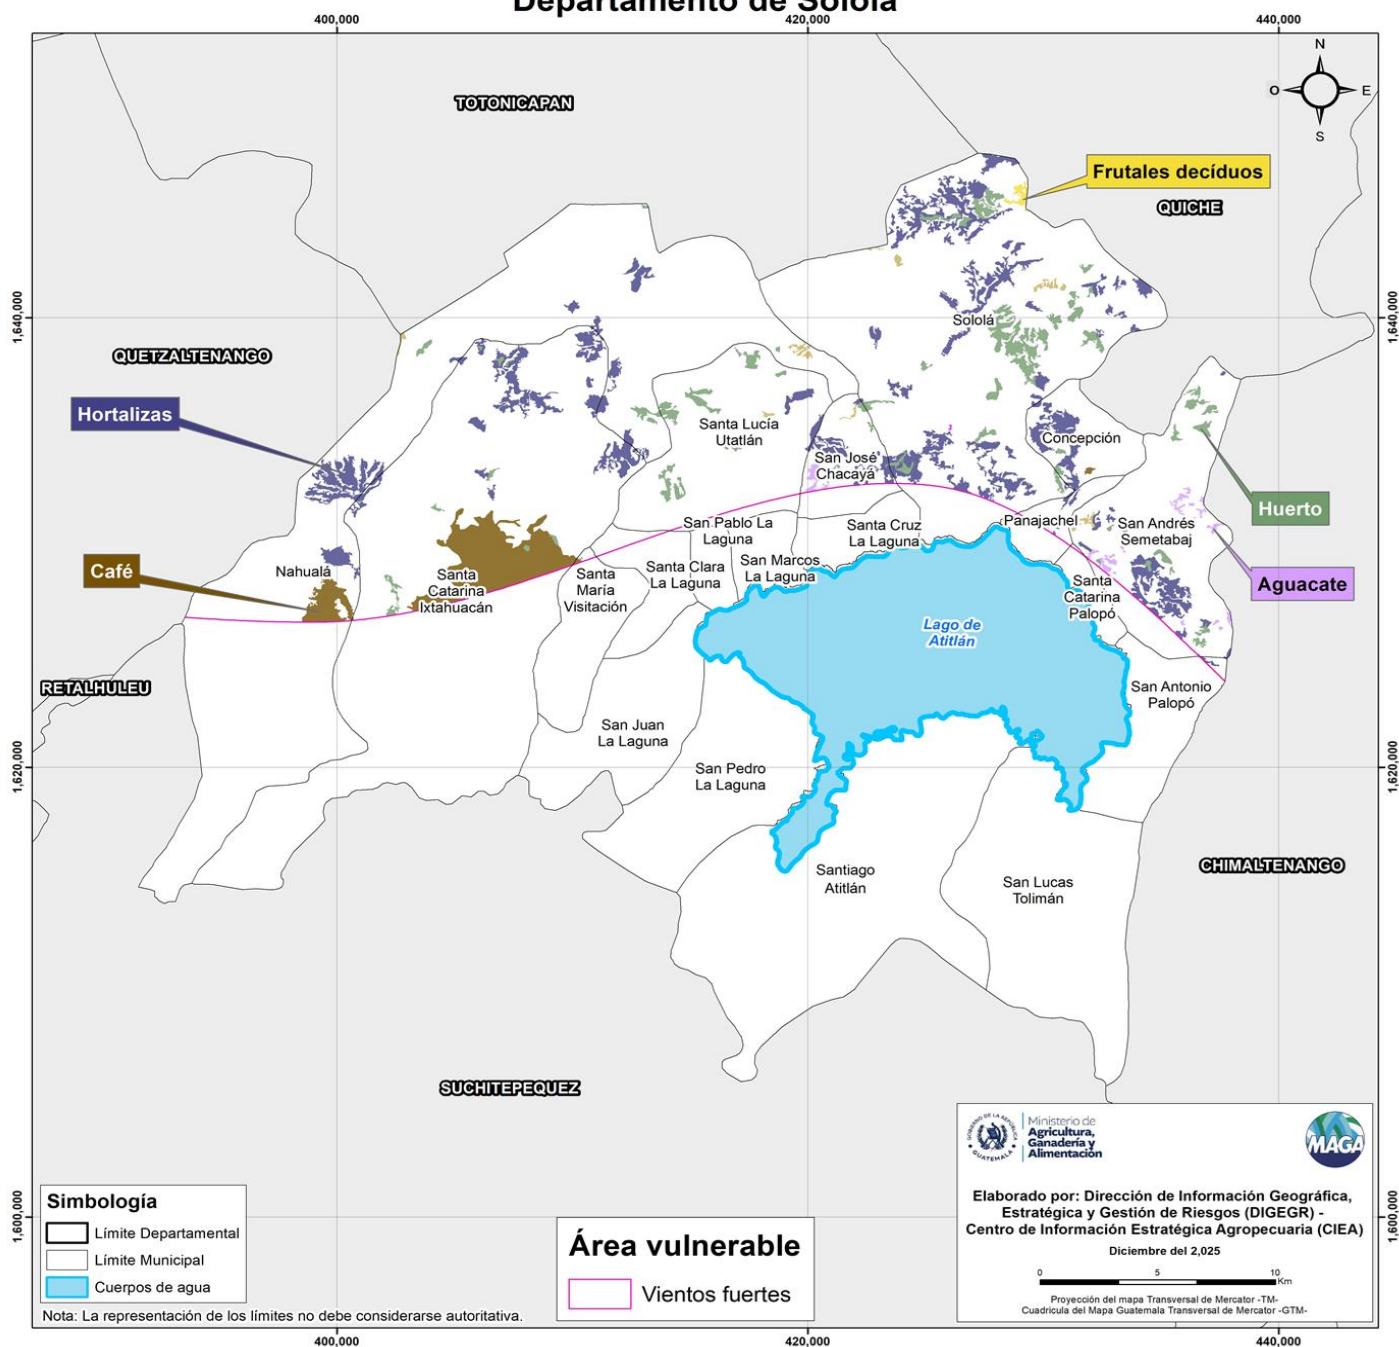 Departamento de Sololá
400,000
420,000
440,000
N
O
E
S
TOTONICAPAN
Frutales decíduos
QUICHE
1,640,000
1,640,000
Sololá
QUETZALTENANGO
Hortalizas
Santa Lucía
Utatlán
Concepción
San José
Chacayá
Huerto
San Pablo La
Laguna
Santa Cruz
La Laguna
Panajachel
San Andrés
Semetabaj
Café
Nahualá
Santa
Catarina
Ixtahuacán
Santa
María
Visitación
Santa Clara
La Laguna
San Marcos
La Laguna
Santa
Catarina
Palopó
Aguacate
Lago de
Atitlán
RETALHULEU
San Antonio
Palopó
San Juan
La Laguna
San Pedro
La Laguna
1,620,000
1,620,000
Santiago
Atitlán
San Lucas
Tolimán
CHIMALTENANGO
SUCHITEPEQUEZ
GOBIERNO DE LA REPÚBLICA
GUATEMALA
Ministerio de
Agricultura,
Ganadería y
Alimentación
MAGA
Elaborado por: Dirección de Información Geográfica,
Estratégica y Gestión de Riesgos (DIGEGR) -
Centro de Información Estratégica Agropecuaria (CIEA)
Diciembre del 2,025
0
5
10
Km
Proyección del mapa Transversal de Mercator -TM-
Cuadricula del Mapa Guatemala Transversal de Mercator -GTM-
1,600,000
1,600,000
Simbología
Límite Departamental
Límite Municipal
Cuerpos de agua
Área vulnerable
Vientos fuertes
Nota: La representación de los límites no debe considerarse autoritativa.
400,000
420,000
440,000